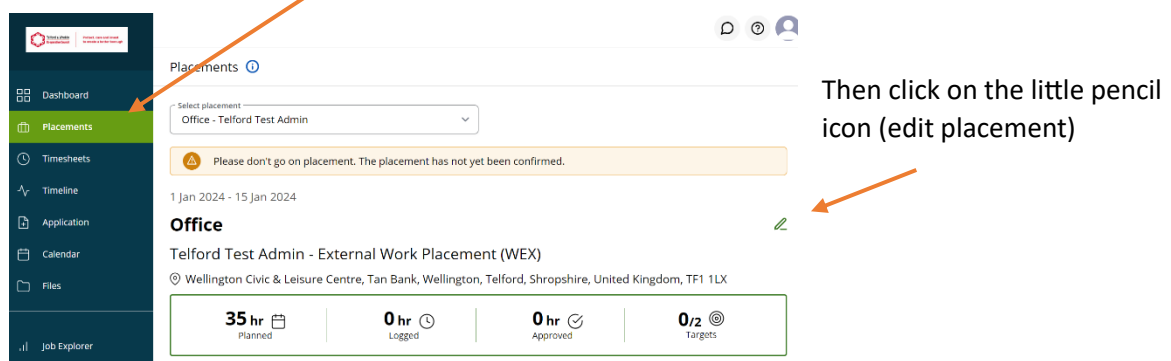 Placements
Dashboard
Select placement
Office - Telford Test Admin
Placements
Timesheets
Please don't go on placement. The placement has not yet been confirmed.
Timeline
1 Jan 2024 - 15 Jan 2024
Application
Office
Calendar
Telford Test Admin - External Work Placement (WEX)
Files
Wellington Civic & Leisure Centre, Tan Bank, Wellington, Telford, Shropshire, United Kingdom, TF1 1LX
35 hr
Planned
0 hr
Logged
0 hr
Approved
0/2
Targets
Job Explorer
Then click on the little pencil
icon (edit placement)